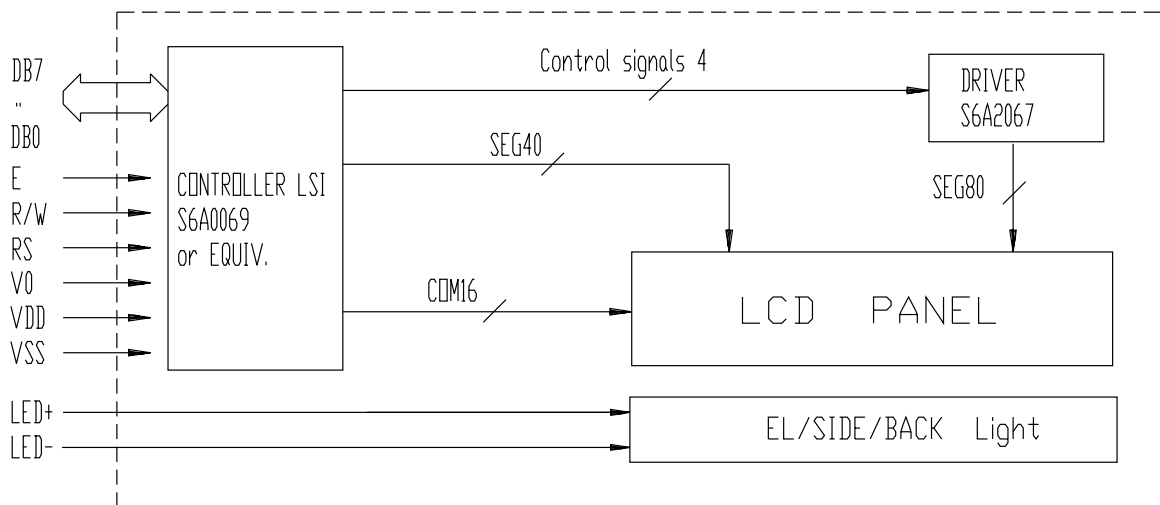 DB7
"
DB0
E
R/W
RS
V0
VDD
VSS
LED+
LED-
CONTROLLER LSI
S6A0069
or EQUIV.
Control signals 4
SEG40
COM16
DRIVER
S6A2067
SEG80
LCD PANEL
EL/SIDE/BACK Light